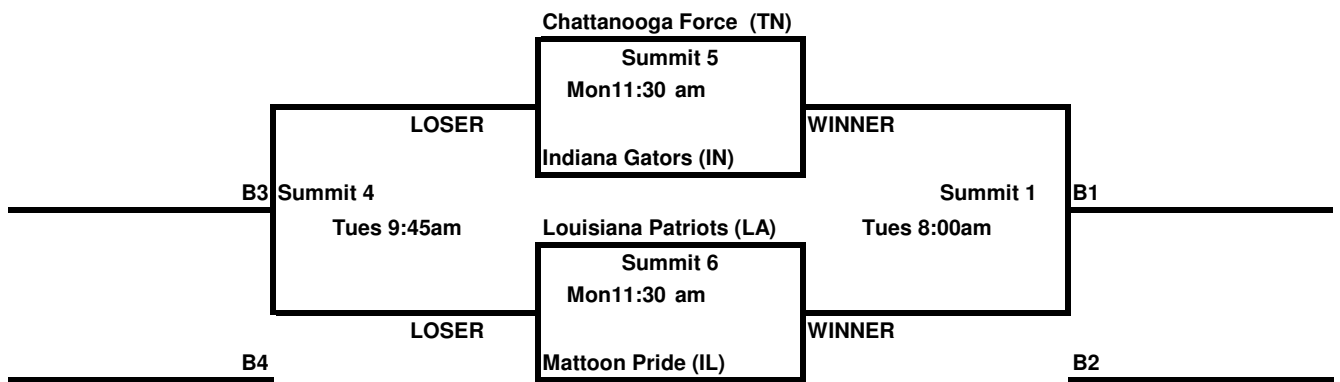 Chattanooga Force (TN)
Summit 5
Mon11:30 am
LOSER
WINNER
Indiana Gators (IN)
B3 Summit 4
Summit 1 B1
Tues 9:45am
Louisiana Patriots (LA)
Tues 8:00am
Summit 6
Mon11:30 am
LOSER
WINNER
B4
Mattoon Pride (IL)
B2